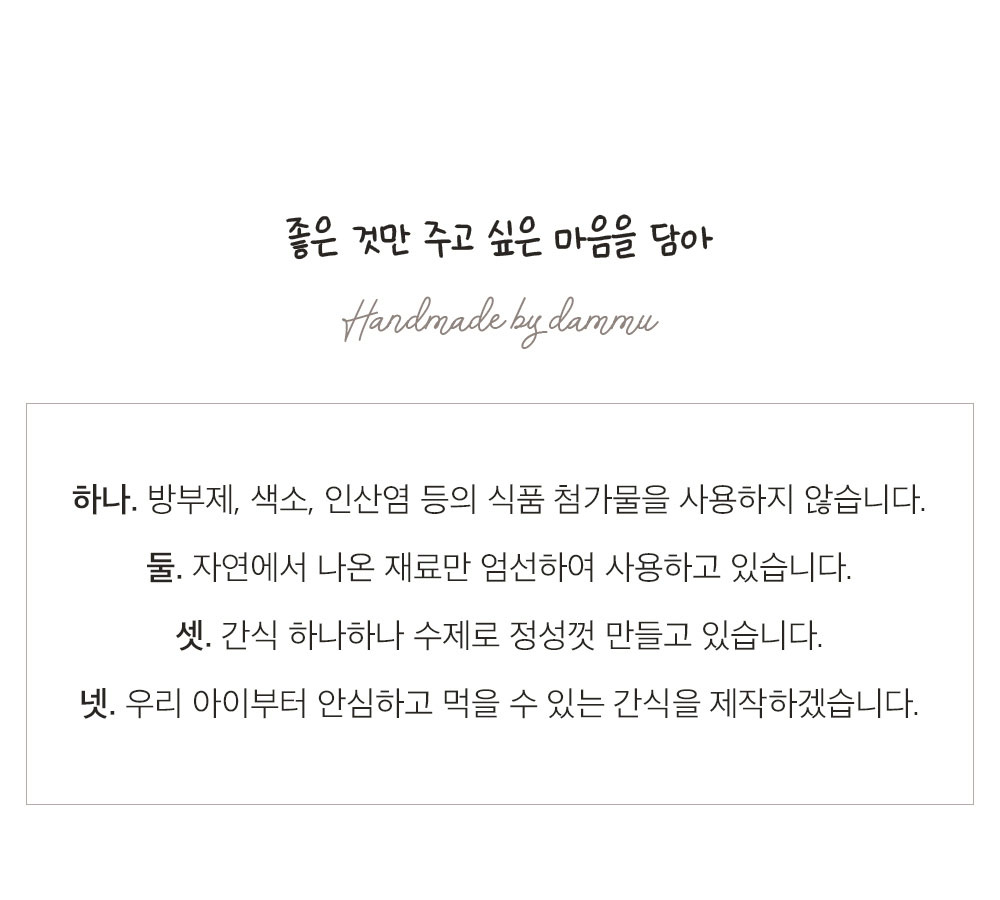 좋은 것만 주고 싶은 마음을 담아
Handmade by dammu
하나. 방부제, 색소, 인산염 등의 식품 첨가물을 사용하지 않습니다.
둘. 자연에서 나온 재료만 엄선하여 사용하고 있습니다.
셋. 간식 하나하나 수제로 정성껏 만들고 있습니다.
넷. 우리 아이부터 안심하고 먹을 수 있는 간식을 제작하겠습니다.